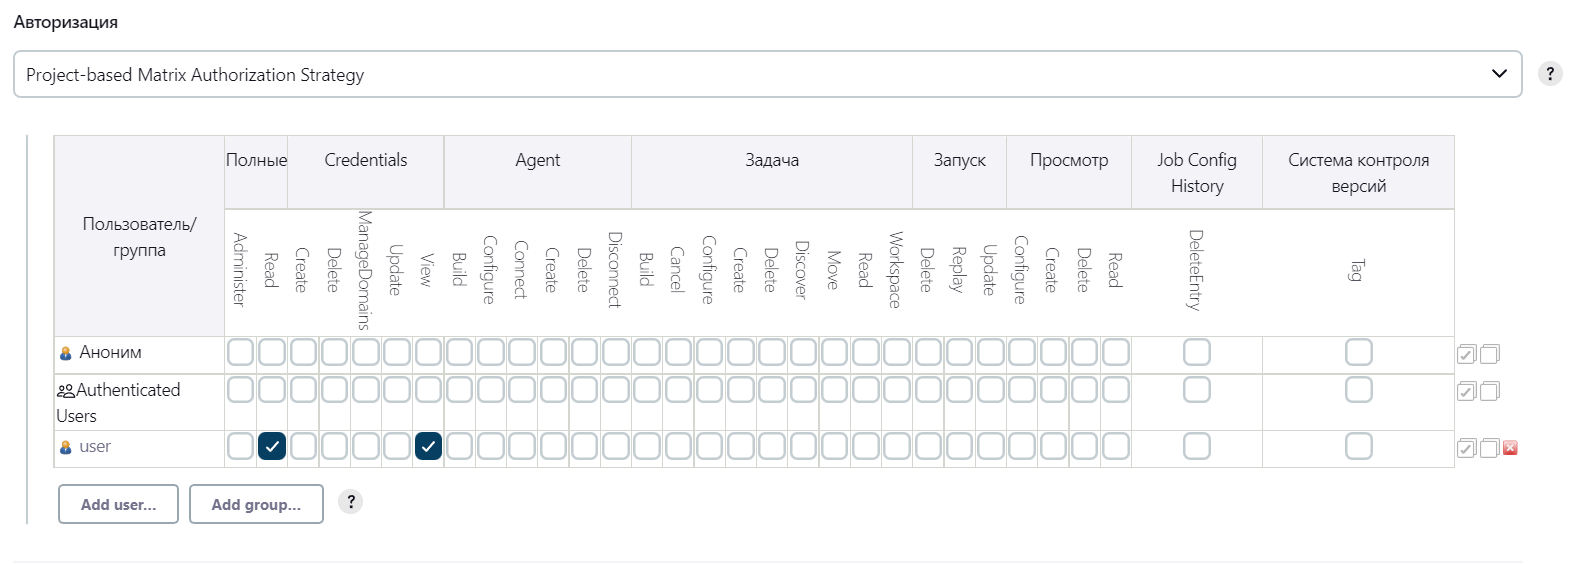 Авторизация
Project-based Matrix Authorization Strategy
?
Пользователь/
группа
Полные
Credentials
Agent
Задача
Запуск
Просмотр
Job Config
History
Система контроля
версий
Administer
Read
Create
Delete
ManageDomains
Update
View
Build
Configure
Connect
Create
Delete
Disconnect
Build
Cancel
Configure
Create
Delete
Discover
Move
Read
Workspace
Delete
Replay
Update
Configure
Create
Delete
Read
DeleteEntry
Tag
Аноним
Authenticated
Users
user
Add user...
Add group...
?